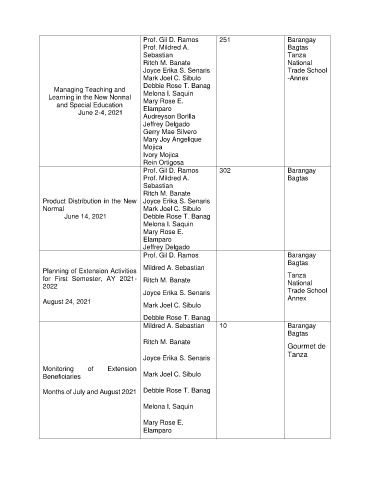 Managing Teaching and
Learning in the New Normal
and Special Education
June 2-4, 2021
Prof. Gil D. Ramos
Prof. Mildred A.
Sebastian
Ritch M. Banate
Joyce Erika S. Senaris
Mark Joel C. Sibulo
Debbie Rose T. Banag
Melona I. Saquin
Mary Rose E.
Elamparo
Audreyson Borilla
Jeffrey Delgado
Gerry Mae Silvero
Mary Joy Angelique
Mojica
Ivory Mojica
Rein Ortigosa
251
Barangay
Bagtas
Tanza
National
Trade School
-Annex
Product Distribution in the New
Normal
June 14, 2021
Prof. Gil D. Ramos
Prof. Mildred A.
Sebastian
Ritch M. Banate
Joyce Erika S. Senaris
Mark Joel C. Sibulo
Debbie Rose T. Banag
Melona I. Saquin
Mary Rose E.
Elamparo
Jeffrey Delgado
302
Barangay
Bagtas
Planning of Extension Activities
for First Semester, AY 2021-
2022
August 24, 2021
Prof. Gil D. Ramos
Mildred A. Sebastian
Ritch M. Banate
Joyce Erika S. Senaris
Mark Joel C. Sibulo
Debbie Rose T. Banag
Barangay
Bagtas
Tanza
National
Trade School
Annex
Monitoring of Extension
Beneficiaries
Months of July and August 2021
Mildred A. Sebastian
Ritch M. Banate
Joyce Erika S. Senaris
Mark Joel C. Sibulo
Debbie Rose T. Banag
Melona I. Saquin
Mary Rose E.
Elamparo
10
Barangay
Bagtas
Gourmet de
Tanza